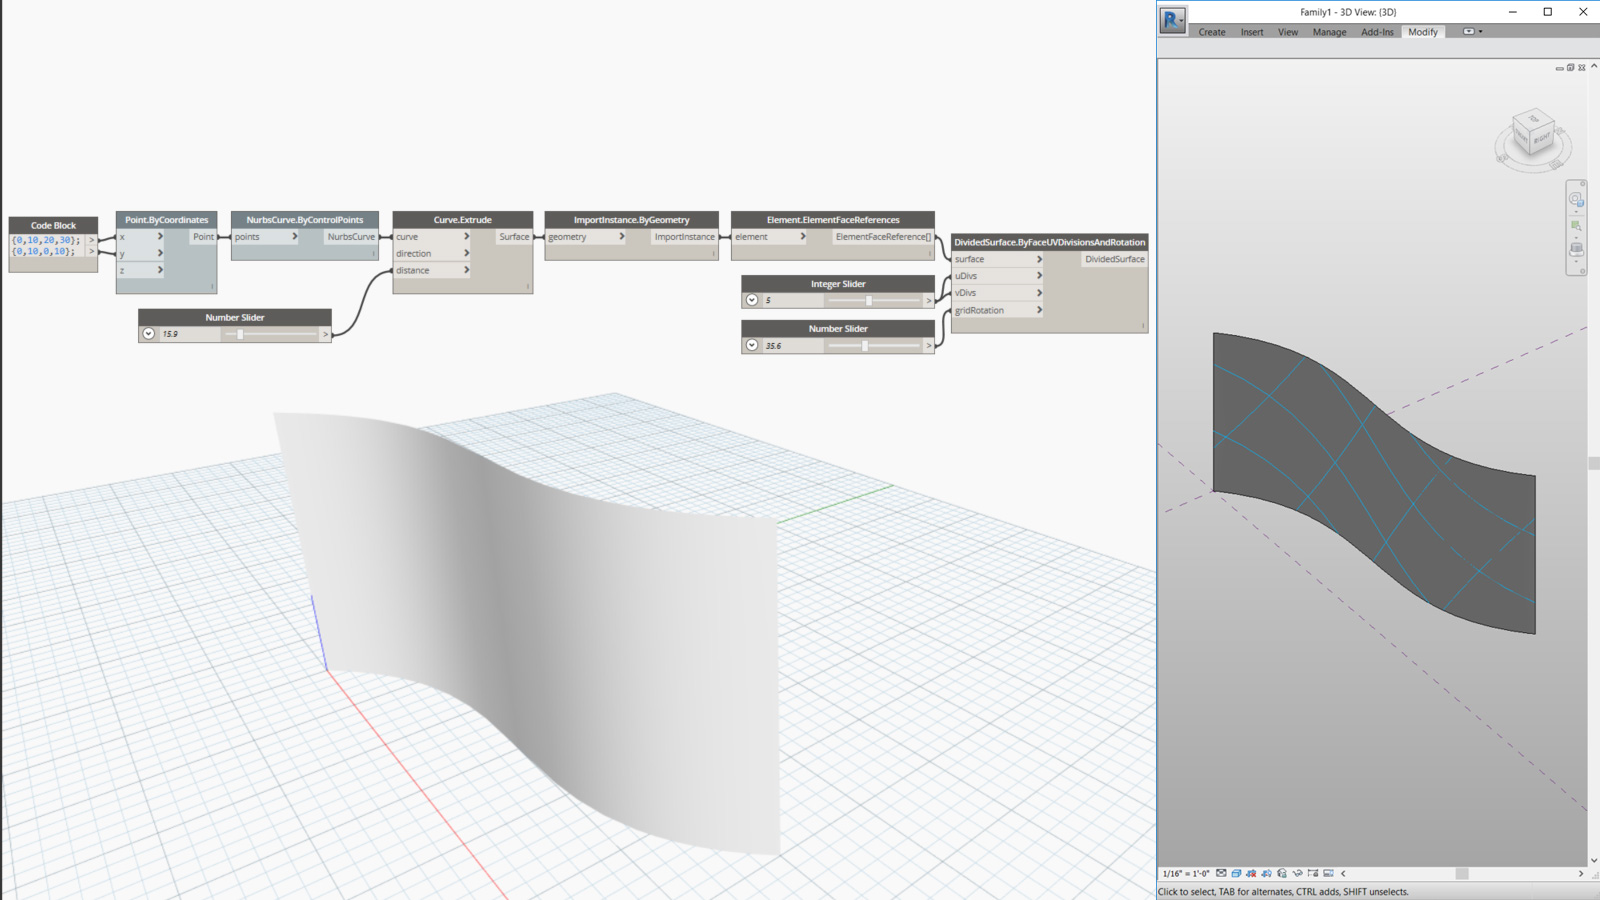 Code Block
{0,10,20,30}; >
{0,10,0,10}; >
Point.ByCoordinates
x > Point
y >
z >
NurbsCurve.ByControlPoints
points > NurbsCurve
Curve.Extrude
curve > Surface
direction >
distance >
ImportInstance.ByGeometry
geometry > ImportInstance
Element.ElementFaceReferences
element > ElementFaceReference[]
DividedSurface.ByFaceUVDivisionsAndRotation
surface > DividedSurface
uDivs >
vDivs >
gridRotation >
Number Slider
15.9 >
Integer Slider
5 >
Number Slider
35.6 >
Family1 - 3D View: {3D}
R
Create Insert View Manage Add-Ins Modify
TOP
RIGHT
1/16" = 1'-0"
Click to select, TAB for alternates, CTRL adds, SHIFT unselects.